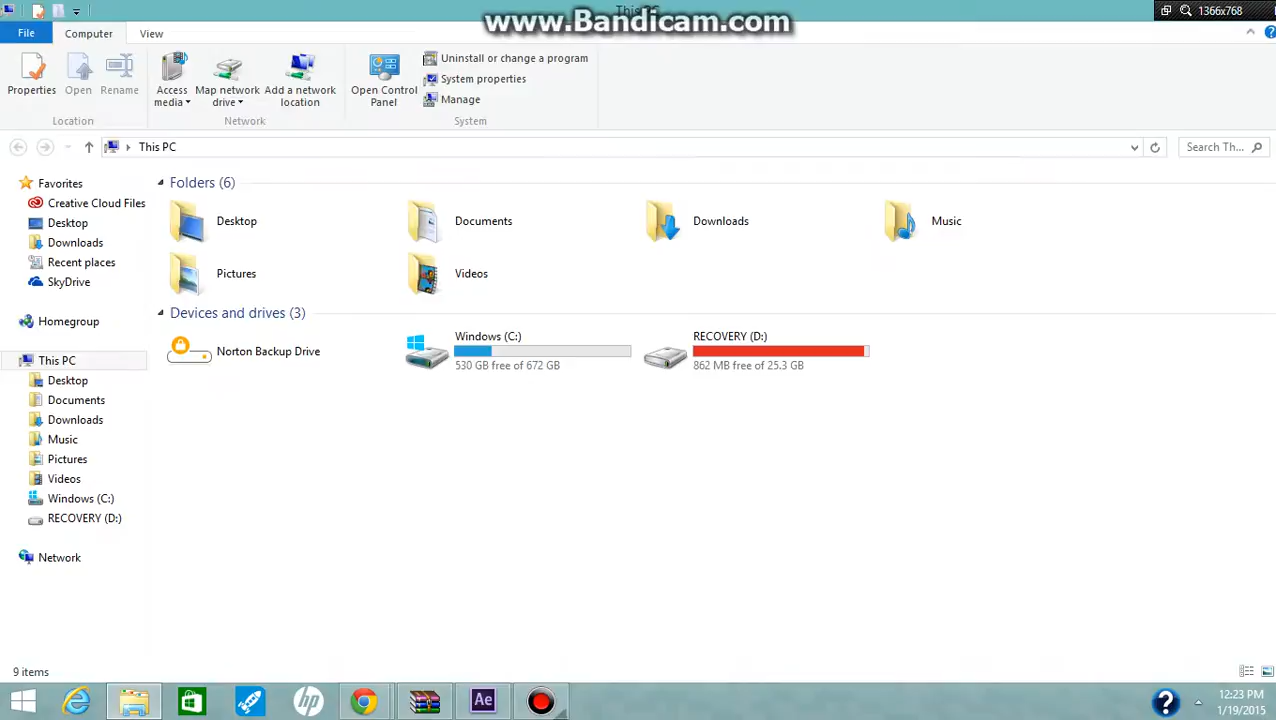 This PC
www.Bandicam.com
1366x768
File
Computer
View
Properties
Open
Rename
Access media
Map network drive
Add a network location
Open Control Panel
Uninstall or change a program
System properties
Manage
Location
Network
System
This PC
Search Th...
Favorites
Creative Cloud Files
Desktop
Downloads
Recent places
SkyDrive
Homegroup
This PC
Desktop
Documents
Downloads
Music
Pictures
Videos
Windows (C:)
RECOVERY (D:)
Network
Folders (6)
Desktop
Documents
Downloads
Music
Pictures
Videos
Devices and drives (3)
Norton Backup Drive
Windows (C:)
530 GB free of 672 GB
RECOVERY (D:)
862 MB free of 25.3 GB
9 items
hp
Ae
12:23 PM
1/19/2015